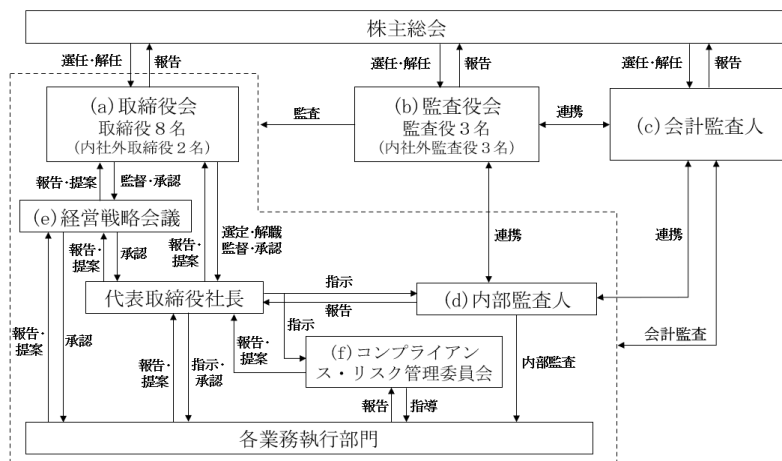 株主総会
選任・解任
報告
選任・解任
報告
選任・解任
報告
(a)取締役会
取締役８名
(内社外取締役２名)
監査
(b)監査役会
監査役３名
(内社外監査役３名)
連携
(c)会計監査人
報告・提案
監督・承認
(e)経営戦略会議
報告・
提案
承認
報告・
提案
選定・解職
監督・承認
連携
連携
代表取締役社長
指示
報告
(d)内部監査人
指示
会計監査
報告・
提案
承認
報告・
提案
指示・
承認
報告・
提案
(f)コンプライアン
ス・リスク管理委員会
内部監査
報告
指導
各業務執行部門